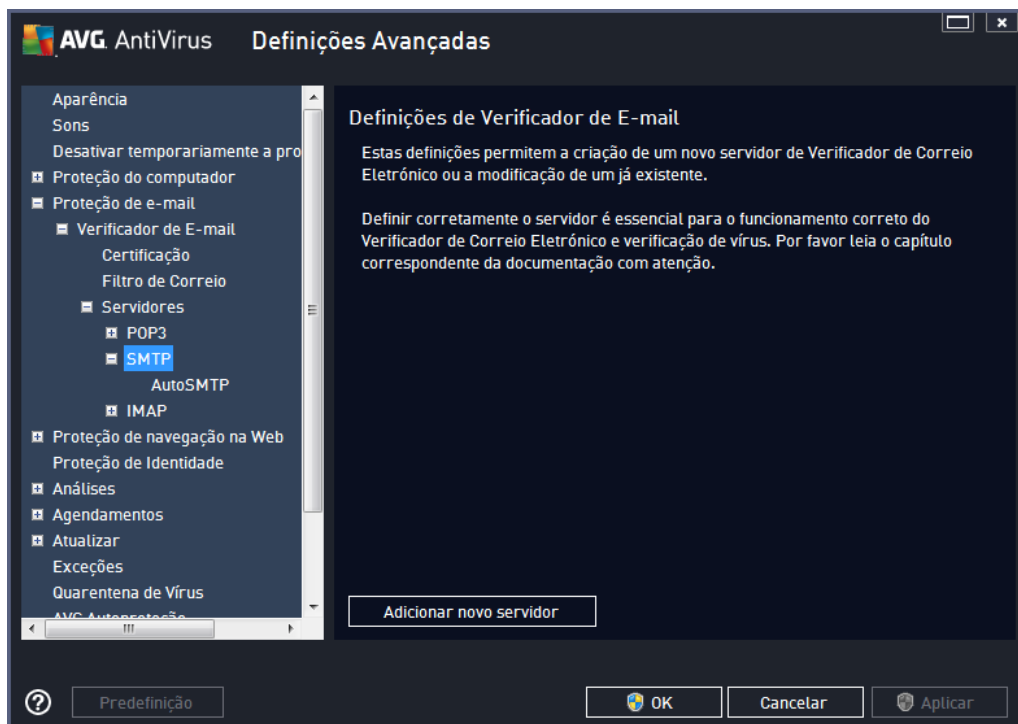 AVG AntiVirus Definições Avançadas
Aparência
Sons
Desativar temporariamente a pro
Proteção do computador
Proteção de e-mail
Verificador de E-mail
Certificação
Filtro de Correio
Servidores
POP3
SMTP
AutoSMTP
IMAP
Proteção de navegação na Web
Proteção de Identidade
Análises
Agendamentos
Atualizar
Exceções
Quarentena de Vírus
AVG Autoproteção
Definições de Verificador de E-mail
Estas definições permitem a criação de um novo servidor de Verificador de Correio
Eletrónico ou a modificação de um já existente.
Definir corretamente o servidor é essencial para o funcionamento correto do
Verificador de Correio Eletrónico e verificação de vírus. Por favor leia o capítulo
correspondente da documentação com atenção.
Adicionar novo servidor
Predefinição
OK
Cancelar
Aplicar